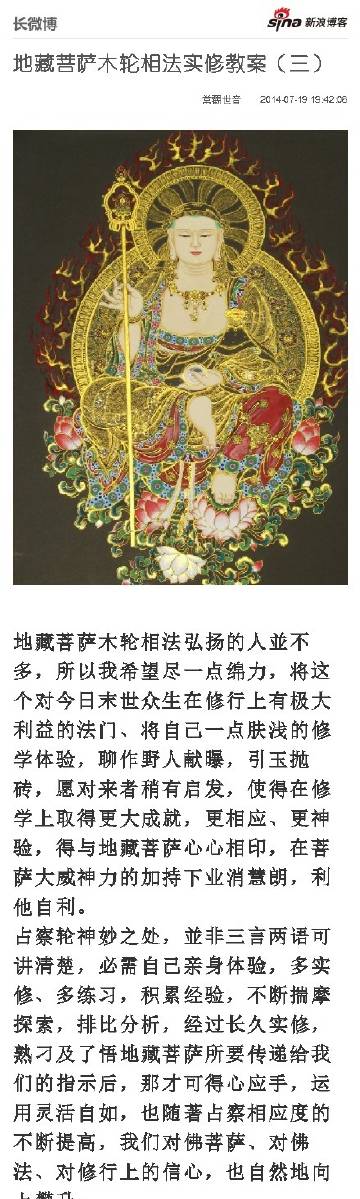 长微博
sina 新浪博客
地藏菩萨木轮相法实修教案（三）
2014-07-19 19:42:06
地藏菩萨木轮相法弘扬的人並不
多，所以我希望尽一点绵力，将这
个对今日末世众生在修行上有极大
利益的法门、将自己一点肤浅的修
学体验，聊作野人献曝，引玉抛
砖，愿对来者稍有启发，使得在修
学上取得更大成就，更相应、更神
验，得与地藏菩萨心心相印，在菩
萨大威神力的加持下业消慧朗，利
他自利。
占察轮神妙之处，並非三言两语可
讲清楚，必需自己亲身体验，多实
修、多练习，积累经验，不断揣摩
探索，排比分析，经过长久实修，
熟习及了悟地藏菩萨所要传递给我
们的指示后，那才可得心应手，运
用灵活自如，也随著占察相应度的
不断提高，我们对佛菩萨、对佛
法、对修行上的信心，也自然地向